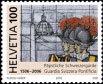 HELVETIA 100
Päpstliche Schweizergarde
1506–2006
Guardia Svizzera Pontificia